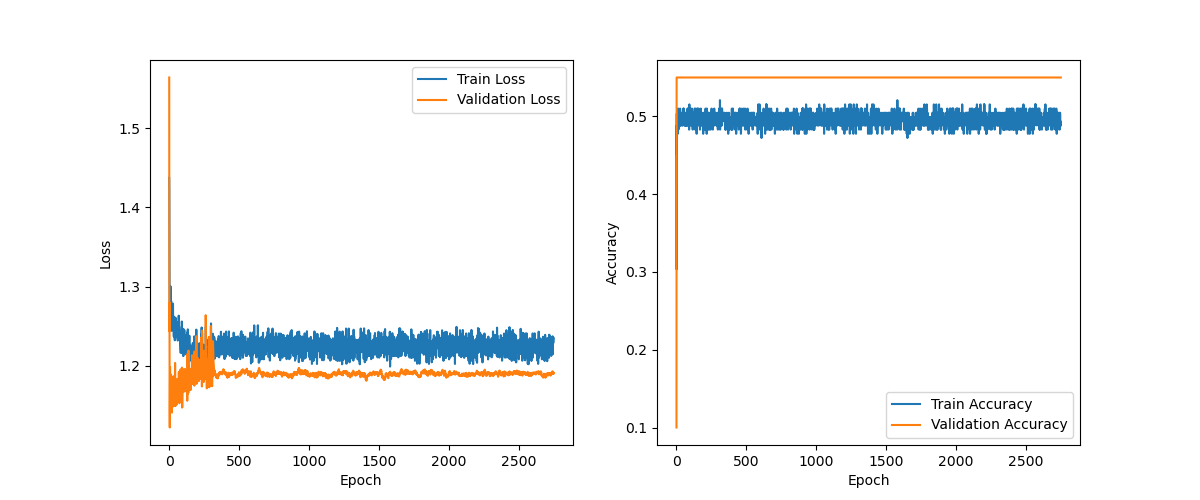 Train Loss
Validation Loss
1.5
1.4
1.3
1.2
Loss
0 500 1000 1500 2000 2500
Epoch
0.5
0.4
0.3
0.2
0.1
Accuracy
Train Accuracy
Validation Accuracy
0 500 1000 1500 2000 2500
Epoch